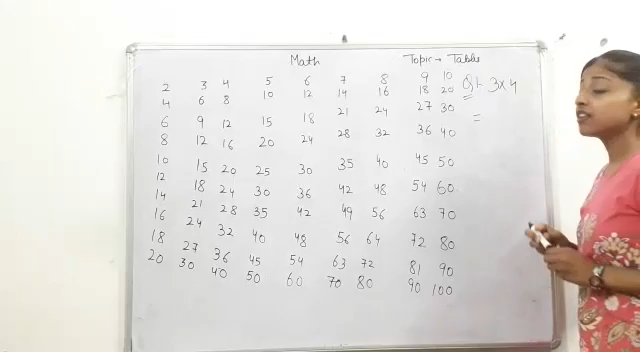 Math Topic → Table
2 3 4 5 6 7 8 9 10
4 6 8 10 12 14 16 18 20
6 9 12 15 18 21 24 27 30
8 12 16 20 24 28 32 36 40
10 15 20 25 30 35 40 45 50
12 18 24 30 36 42 48 54 60
14 21 28 35 42 49 56 63 70
16 24 32 40 48 56 64 72 80
18 27 36 45 54 63 72 81 90
20 30 40 50 60 70 80 90 100
Q1- 3×4
=